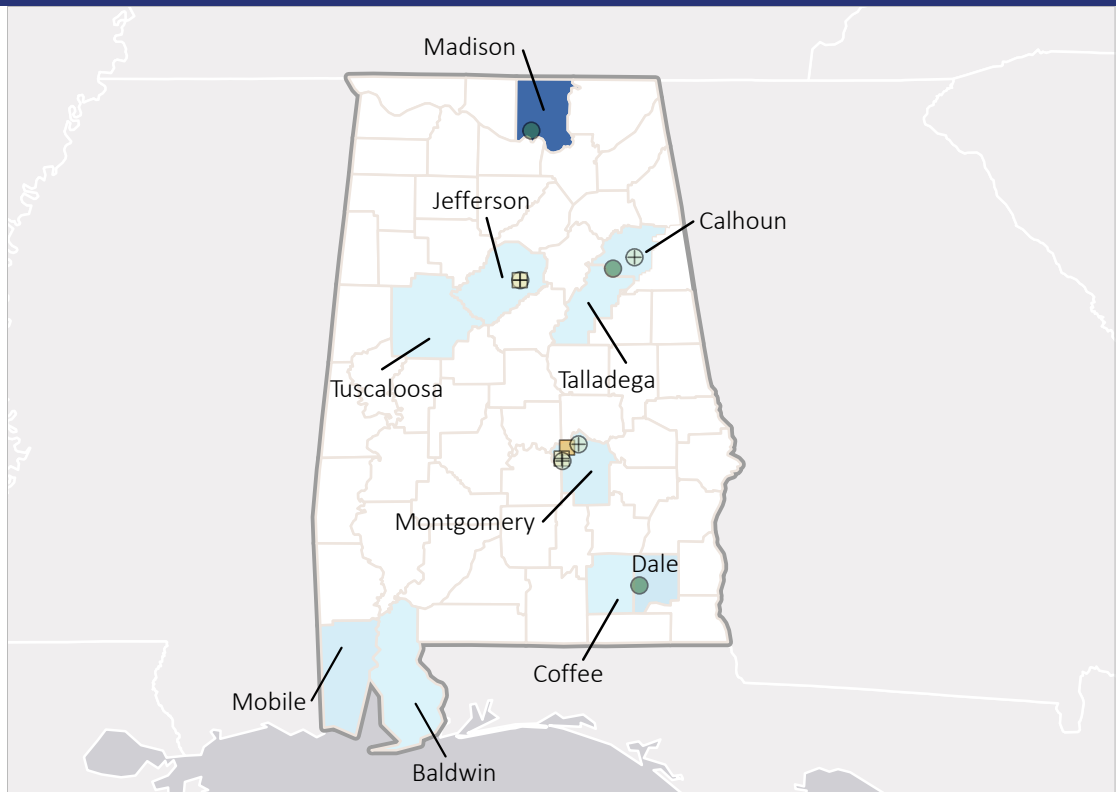 Madison
Jefferson
Calhoun
Tuscaloosa
Talladega
Montgomery
Dale
Coffee
Mobile
Baldwin